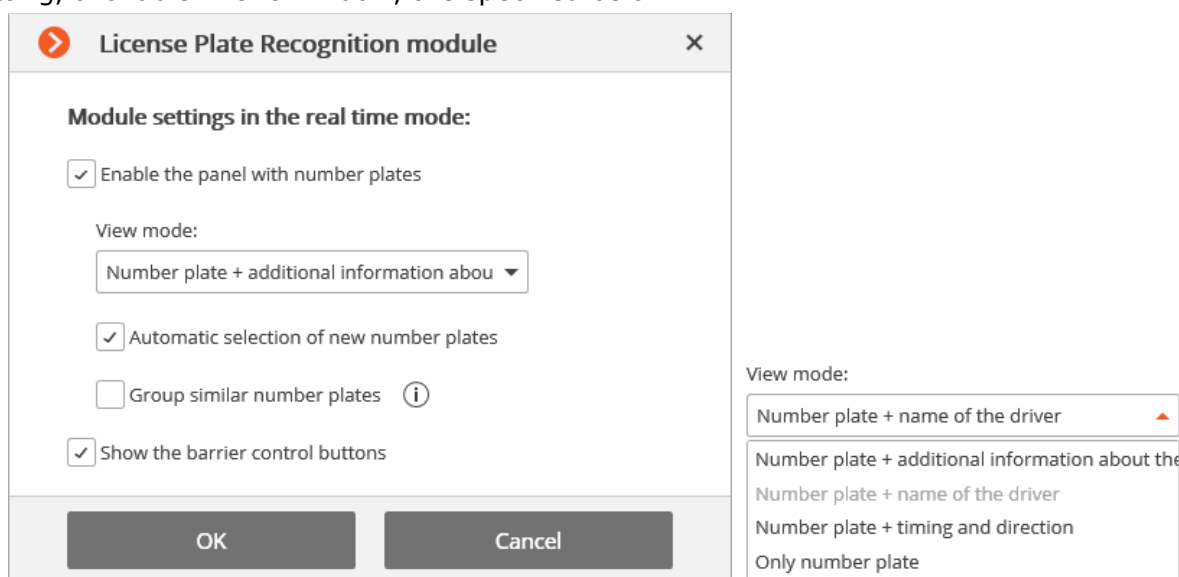 License Plate Recognition module
Module settings in the real time mode:
Enable the panel with number plates
View mode:
Number plate + additional information abou
Automatic selection of new number plates
Group similar number plates
Show the barrier control buttons
OK
Cancel
View mode:
Number plate + name of the driver
Number plate + additional information about the
Number plate + name of the driver
Number plate + timing and direction
Only number plate